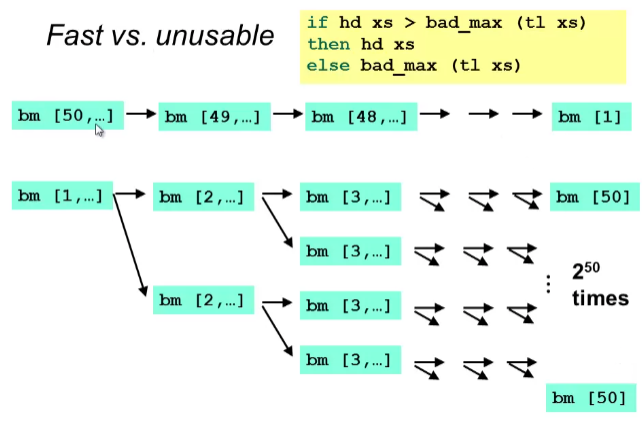 Fast vs. unusable
if hd xs > bad_max (tl xs)
then hd xs
else bad_max (tl xs)
bm [50,…] bm [49,…] bm [48,…] bm [1]
bm [1,…] bm [2,…] bm [3,…] bm [50]
bm [3,…]
bm [2,…] bm [3,…]
bm [3,…]
⋮ 2⁵⁰
times
bm [50]